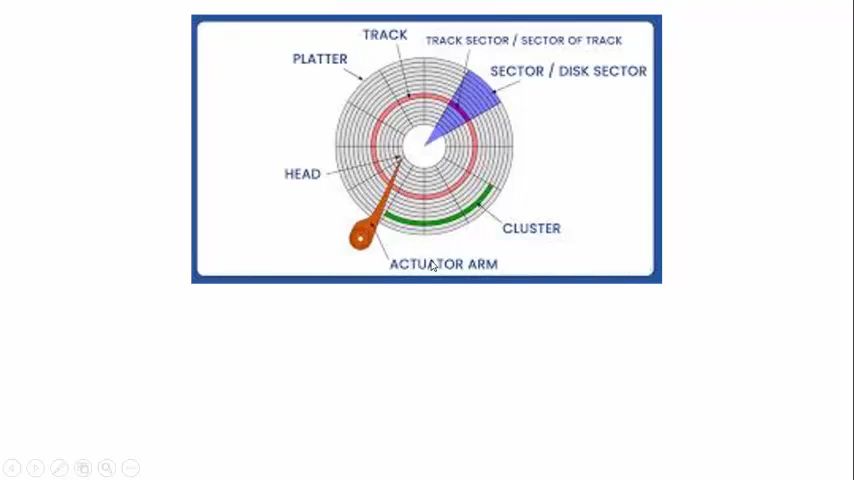 TRACK
TRACK SECTOR / SECTOR OF TRACK
PLATTER
SECTOR / DISK SECTOR
HEAD
CLUSTER
ACTUATOR ARM